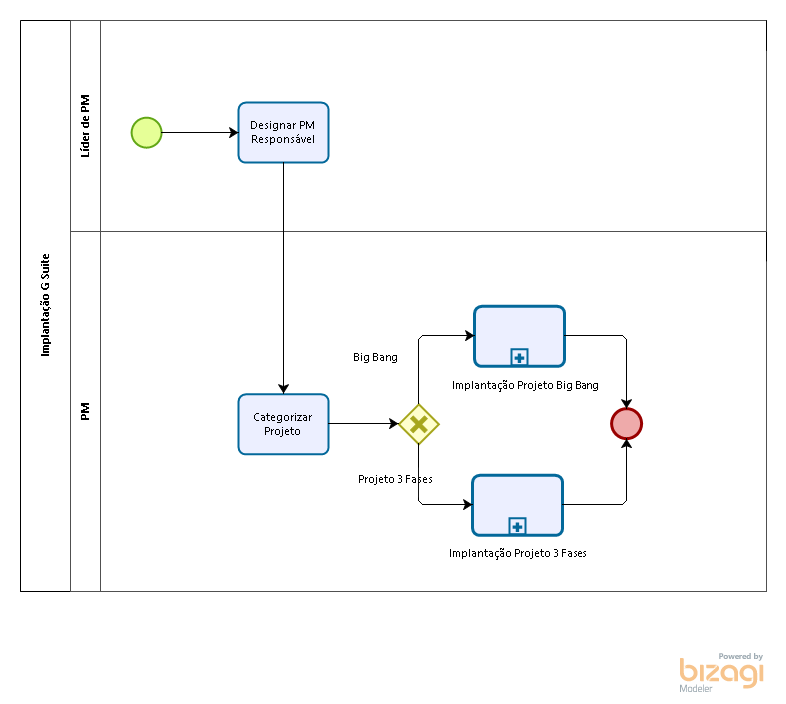 Implantação G Suite
Líder de PM
Designar PM
Responsável
PM
Categorizar
Projeto
Big Bang
Projeto 3 Fases
Implantação Projeto Big Bang
Implantação Projeto 3 Fases
Powered by
bizagi
Modeler